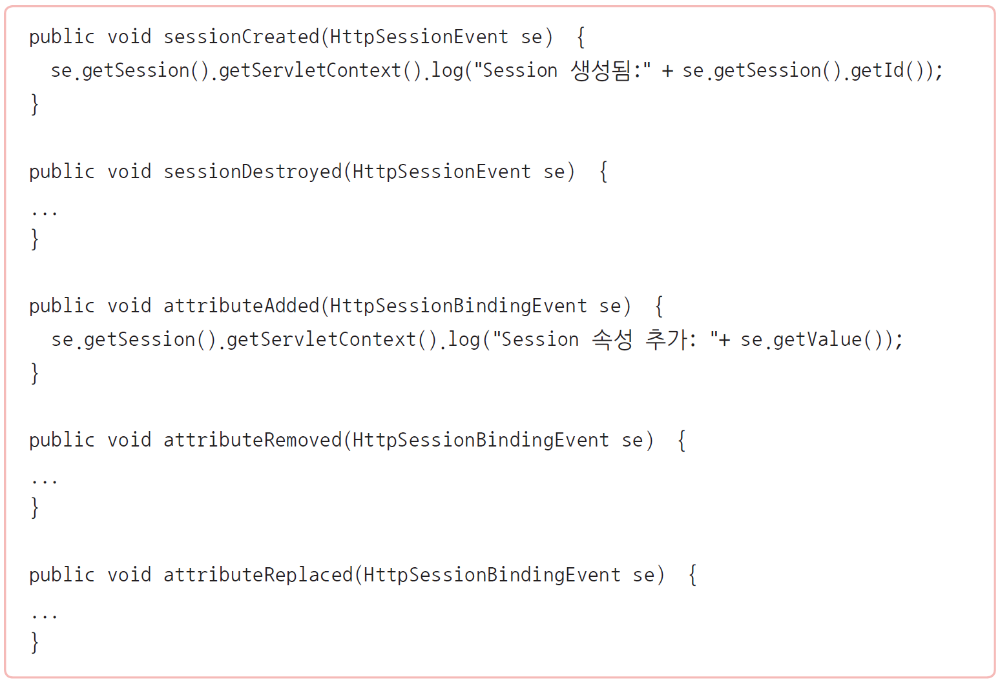 public void sessionCreated(HttpSessionEvent se)  {
  se.getSession().getServletContext().log("Session 생성됨:" + se.getSession().getId());
}

public void sessionDestroyed(HttpSessionEvent se)  {
...
}

public void attributeAdded(HttpSessionBindingEvent se)  {
  se.getSession().getServletContext().log("Session 속성 추가: "+ se.getValue());
}

public void attributeRemoved(HttpSessionBindingEvent se)  {
...
}

public void attributeReplaced(HttpSessionBindingEvent se)  {
...
}